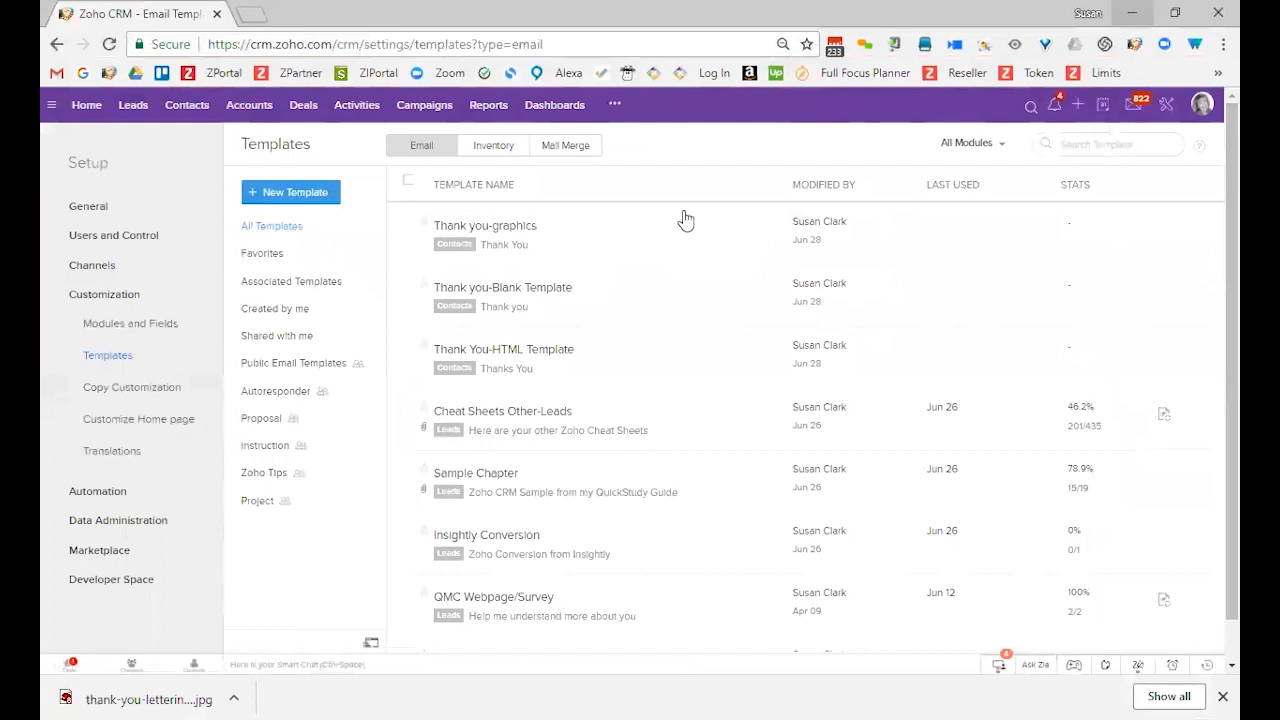 Zoho CRM - Email Templ
Susan
Secure
https://crm.zoho.com/crm/settings/templates?type=email
233
ZPortal
ZPartner
ZIPortal
Zoom
Alexa
Log In
Full Focus Planner
Reseller
Token
Limits
»
Home
Leads
Contacts
Accounts
Deals
Activities
Campaigns
Reports
Dashboards
4
822
Setup
General
Users and Control
Channels
Customization
Modules and Fields
Templates
Copy Customization
Customize Home page
Translations
Automation
Data Administration
Marketplace
Developer Space
Templates
Email
Inventory
Mail Merge
All Modules
Search Template
+ New Template
All Templates
Favorites
Associated Templates
Created by me
Shared with me
Public Email Templates
Autoresponder
Proposal
Instruction
Zoho Tips
Project
TEMPLATE NAME
MODIFIED BY
LAST USED
STATS
Thank you-graphics
Contacts Thank You
Susan Clark
Jun 28
-
Thank you-Blank Template
Contacts Thank you
Susan Clark
Jun 28
-
Thank You-HTML Template
Contacts Thanks You
Susan Clark
Jun 28
-
Cheat Sheets Other-Leads
Leads Here are your other Zoho Cheat Sheets
Susan Clark
Jun 26
Jun 26
46.2%
201/435
Sample Chapter
Leads Zoho CRM Sample from my QuickStudy Guide
Susan Clark
Jun 26
Jun 26
78.9%
15/19
Insightly Conversion
Leads Zoho Conversion from Insightly
Susan Clark
Jun 26
Jun 26
0%
0/1
QMC Webpage/Survey
Leads Help me understand more about you
Susan Clark
Apr 09
Jun 12
100%
2/2
Here is your Smart Chat (Ctrl+Space)
4
Ask Zia
thank-you-letterin....jpg
Show all